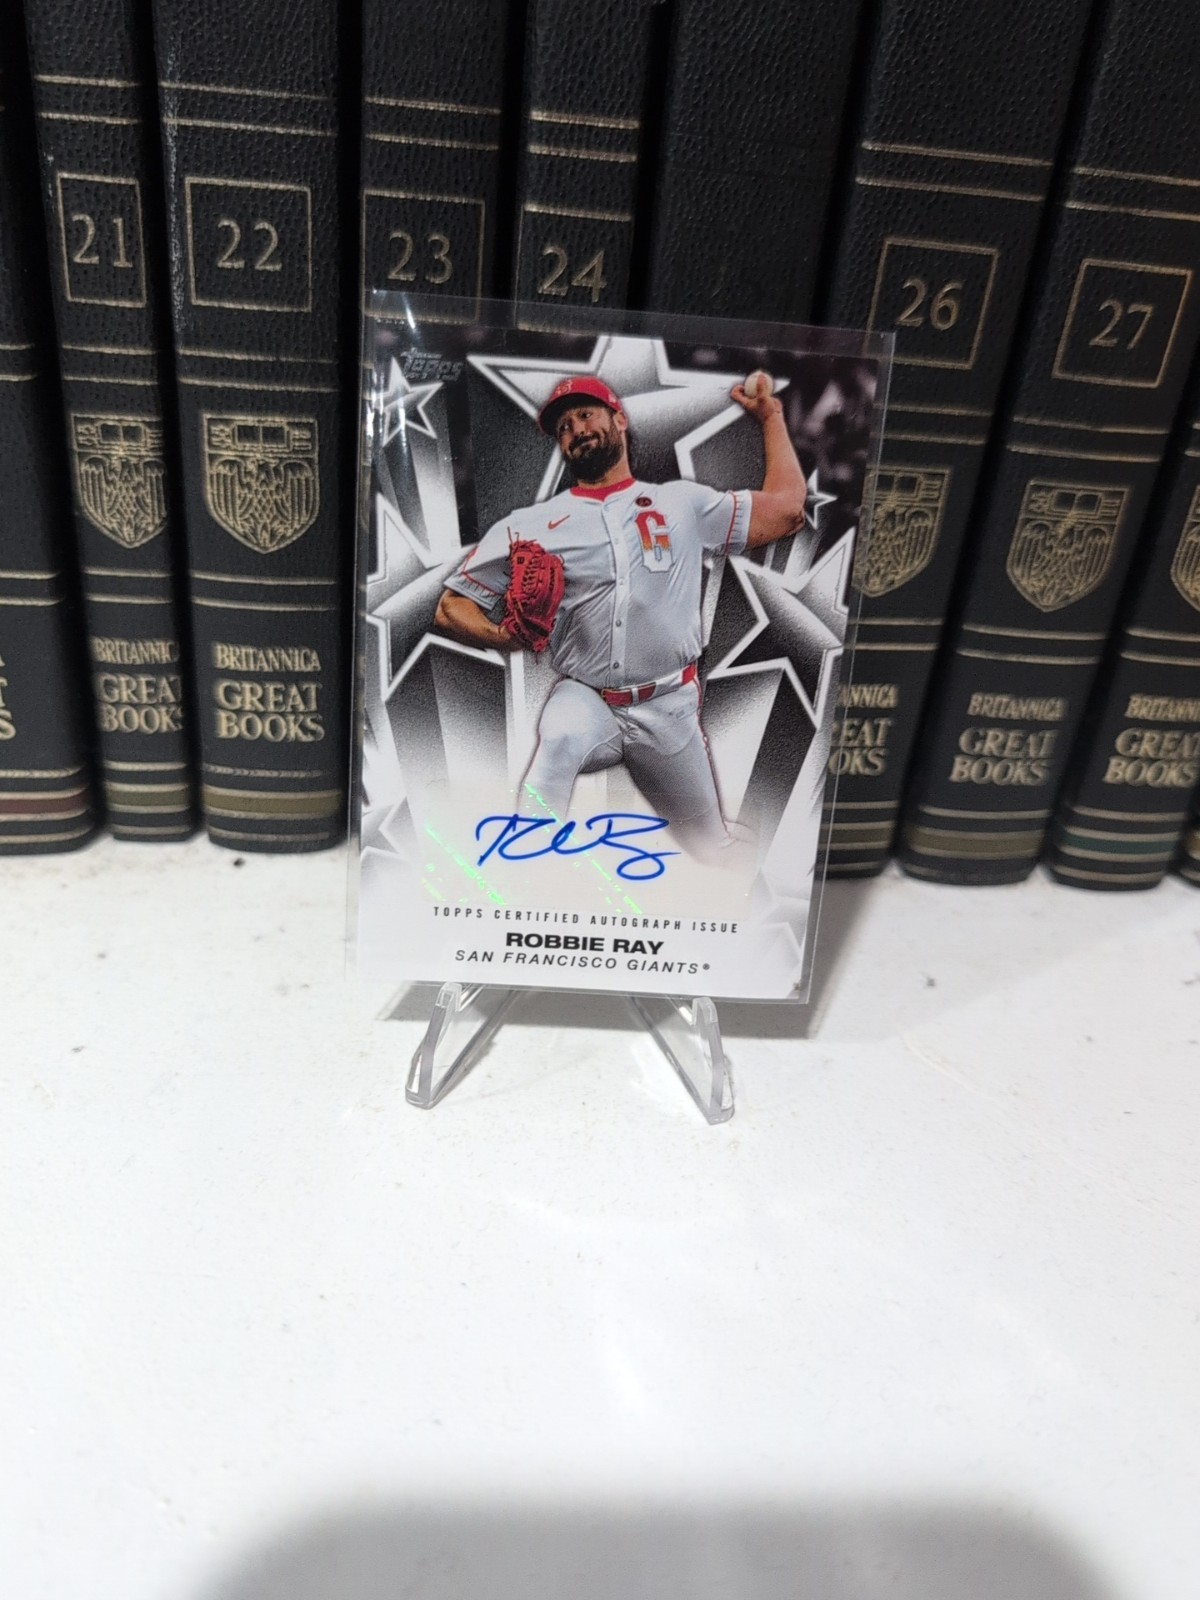 21
22
23
24
26
27
Topps
G
BRITANNICA
GREAT
BOOKS
BRITANNICA
GREAT
BOOKS
BRITANNICA
GREAT
BOOKS
BRITANNICA
GREAT
BOOKS
TOPPS CERTIFIED AUTOGRAPH ISSUE
ROBBIE RAY
SAN FRANCISCO GIANTS®